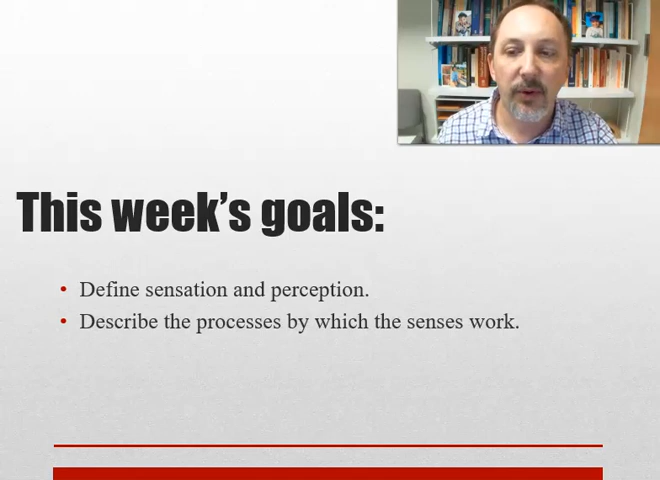 This week’s goals:
• Define sensation and perception.
• Describe the processes by which the senses work.